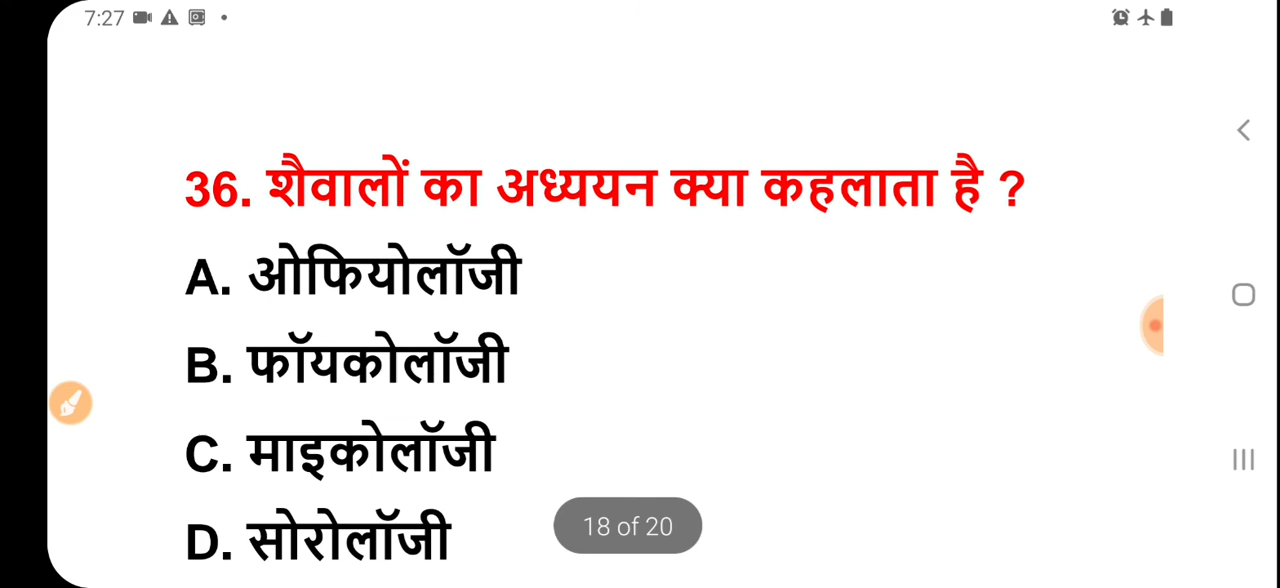 7:27
36. शैवालों का अध्ययन क्या कहलाता है ?
A. ओफियोलॉजी
B. फॉयकोलॉजी
C. माइकोलॉजी
D. सोरोलॉजी
18 of 20